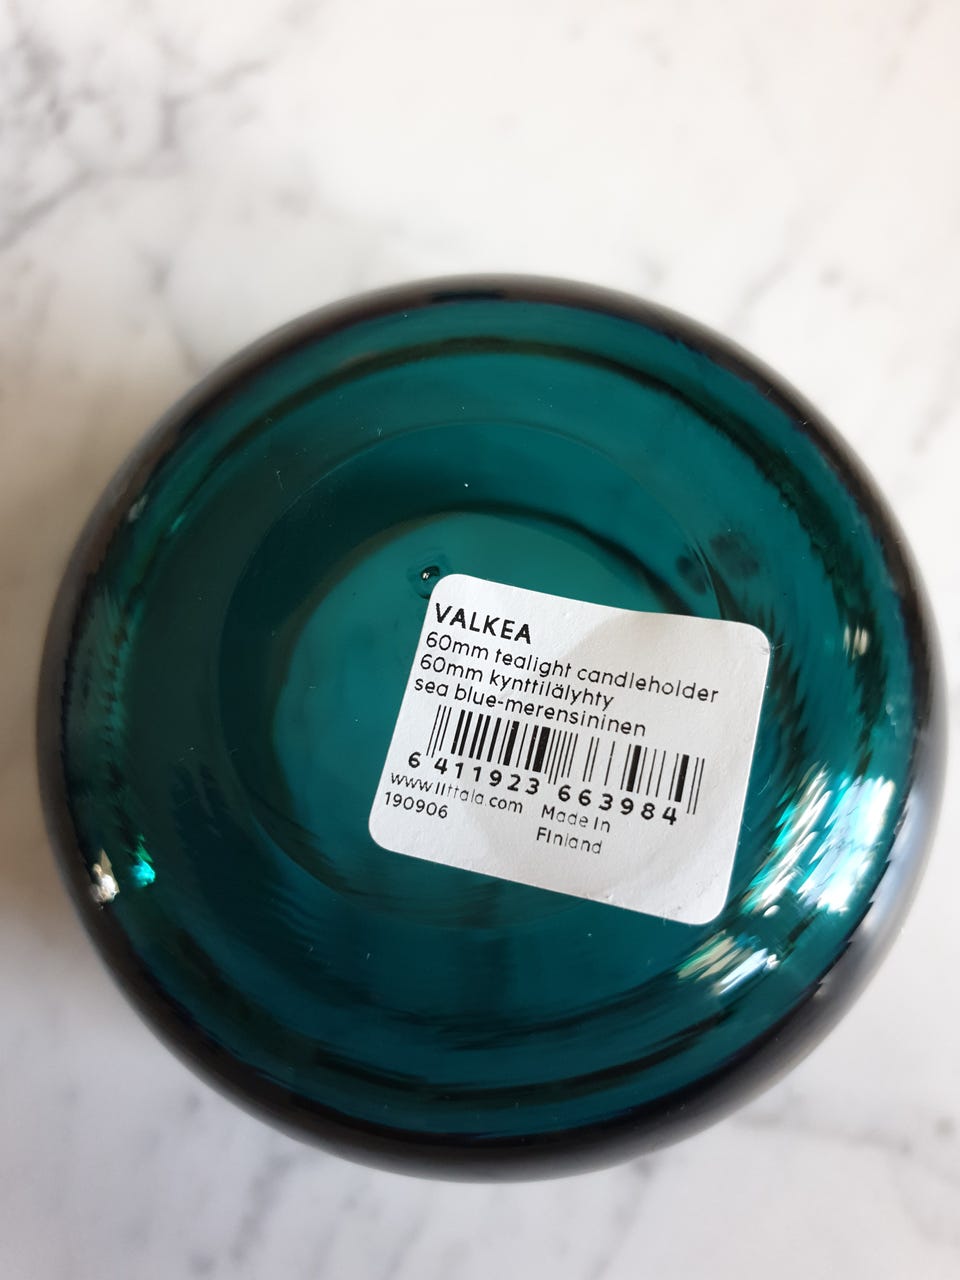 VALKEA
60mm tealight candleholder
60mm kynttilälyhty
sea blue-merensininen
6 411923 663984
www.iittala.com Made in
190906 Finland